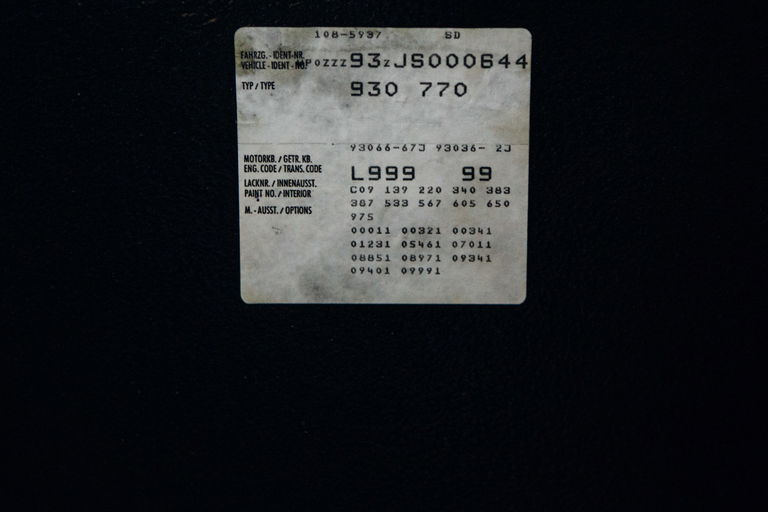 108-5937 SD
FAHRZG.-IDENT-NR.
VEHICLE-IDENT-NO. WP0ZZZ93ZJS000644
TYP / TYPE 930 770
93066-67J 93036- 2J
MOTORKB. / GETR. KB.
ENG. CODE / TRANS. CODE L999 99
LACKNR. / INNENAUSST.
PAINT NO. / INTERIOR C09 139 220 340 383
387 533 567 605 650
M.-AUSST. / OPTIONS 975
00011 00321 00341
01231 05461 07011
08851 08971 09341
09401 09991